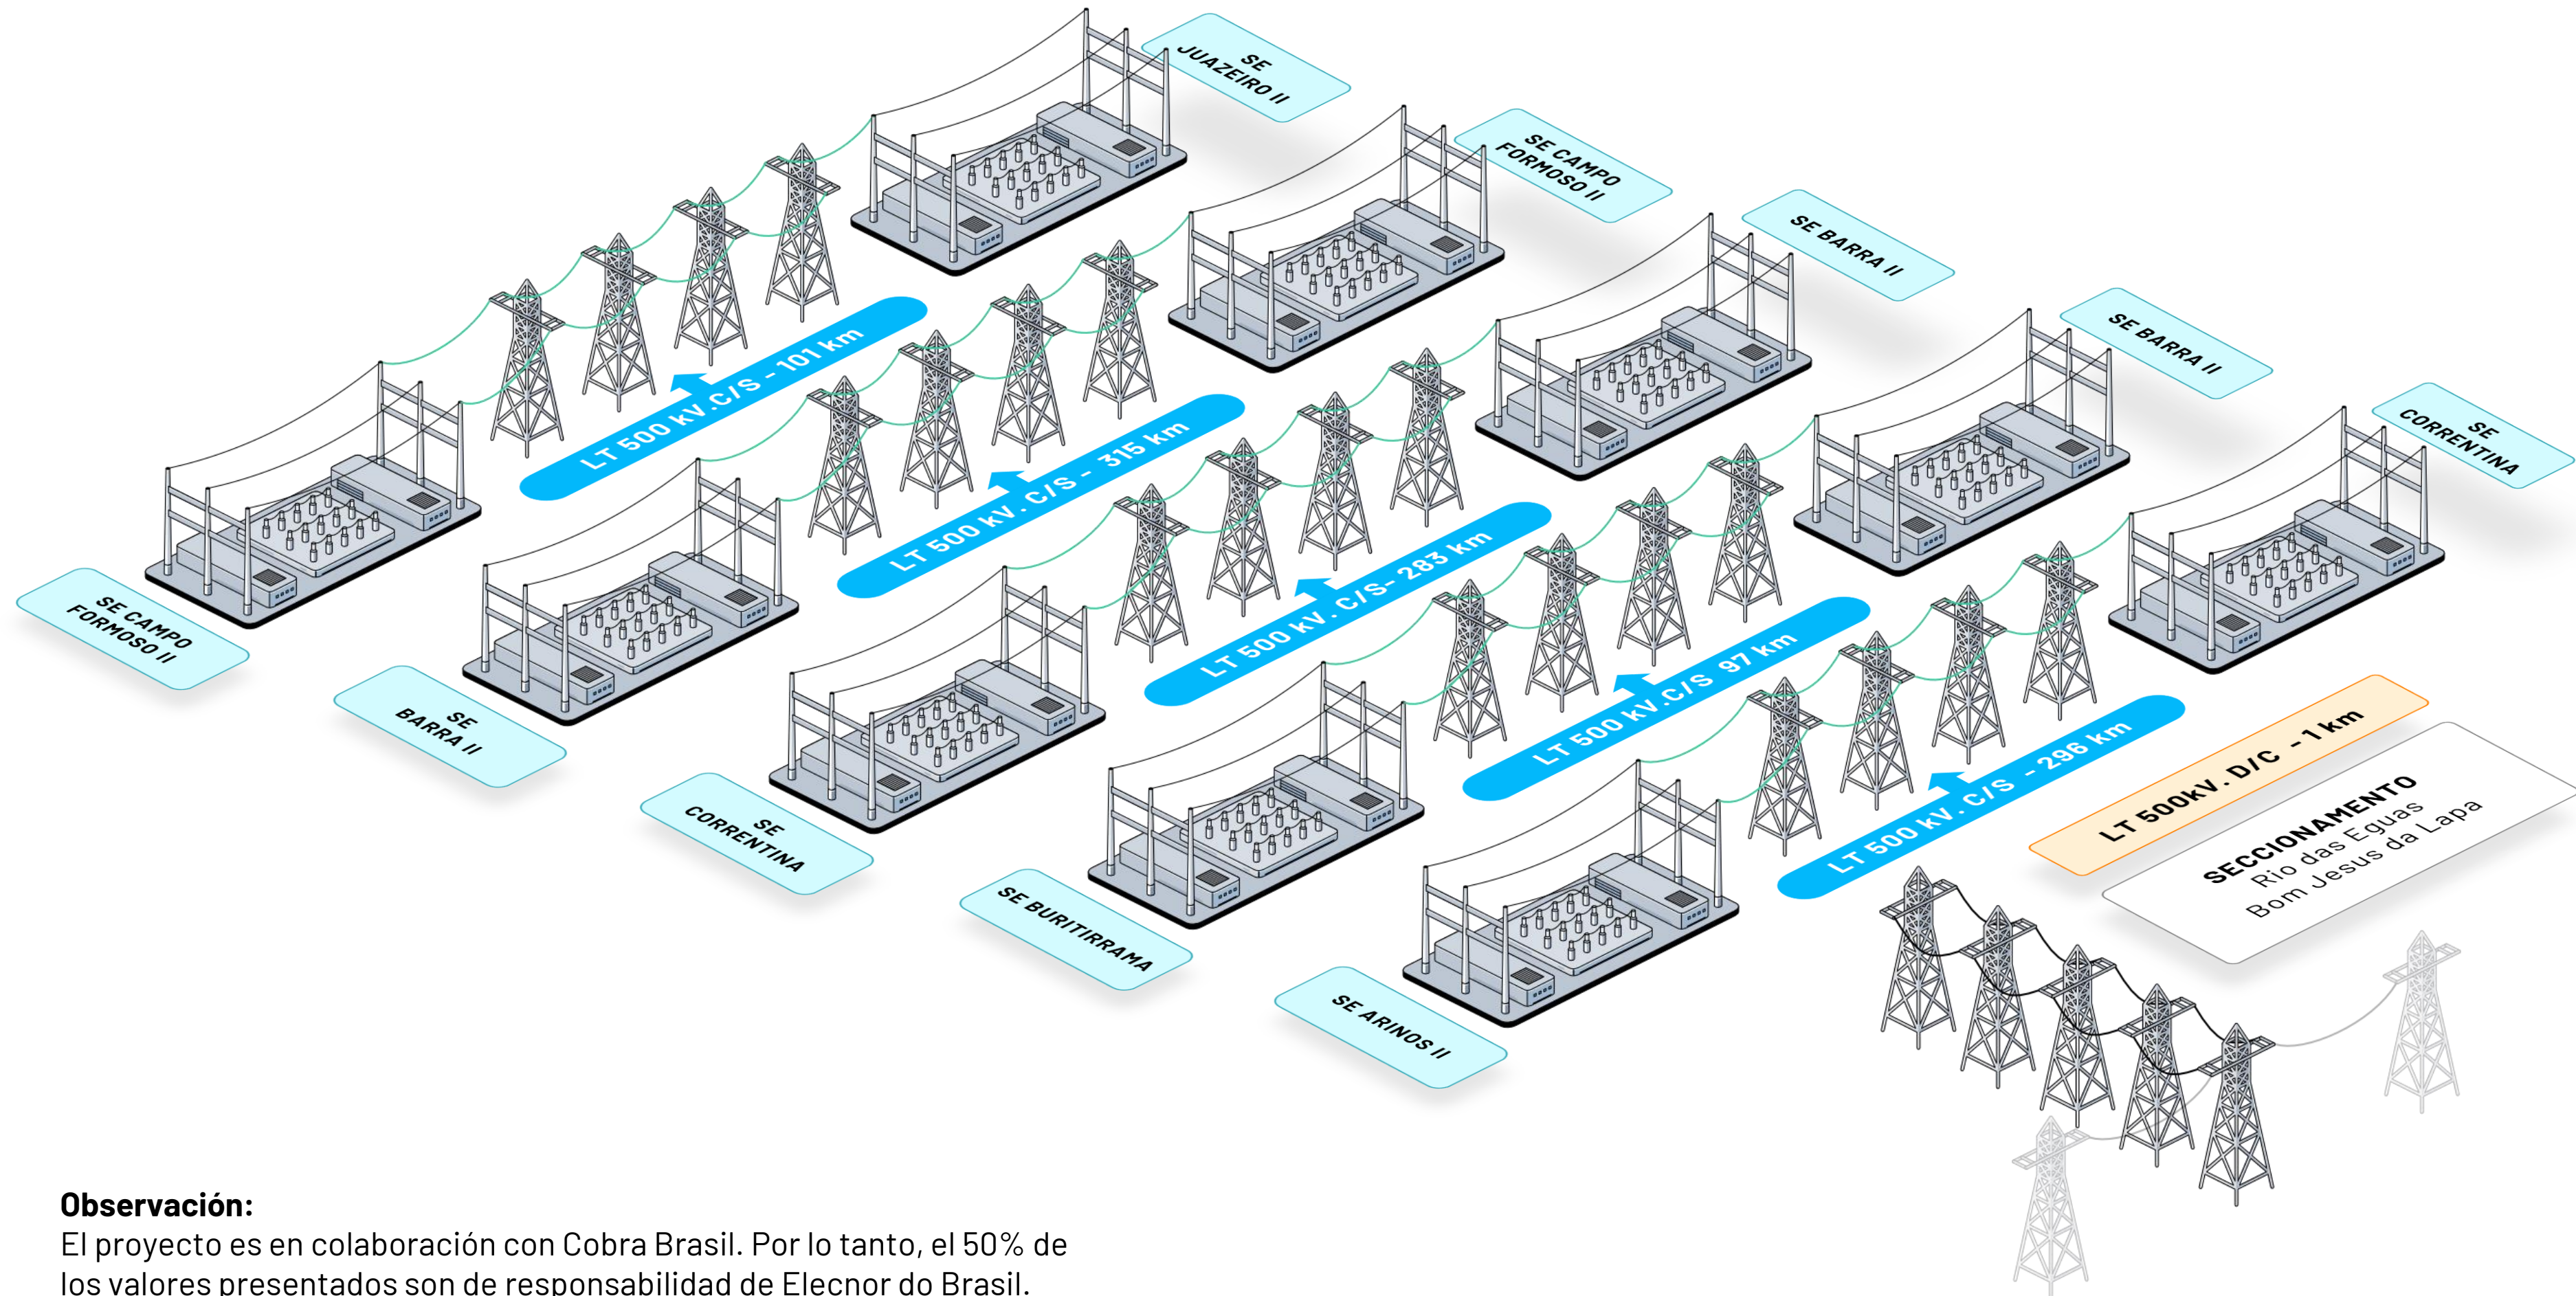 SE
JUAZEIRO II
SE CAMPO
FORMOSO II
SE BARRA II
SE BARRA II
SE
CORRENTINA
LT 500 kV.C/S - 101 km
LT 500 kV. C/S - 315 km
LT 500 kV. C/S- 283 km
LT 500 kV.C/S 97 km
LT 500 kV. C/S - 296 km
SE CAMPO
FORMOSO II
SE
BARRA II
SE
CORRENTINA
SE BURITIRRAMA
SE ARINOS II
LT 500kV. D/C - 1 km
SECCIONAMENTO
Rio das Eguas
Bom Jesus da Lapa
Observación:
El proyecto es en colaboración con Cobra Brasil. Por lo tanto, el 50% de
los valores presentados son de responsabilidad de Elecnor do Brasil.